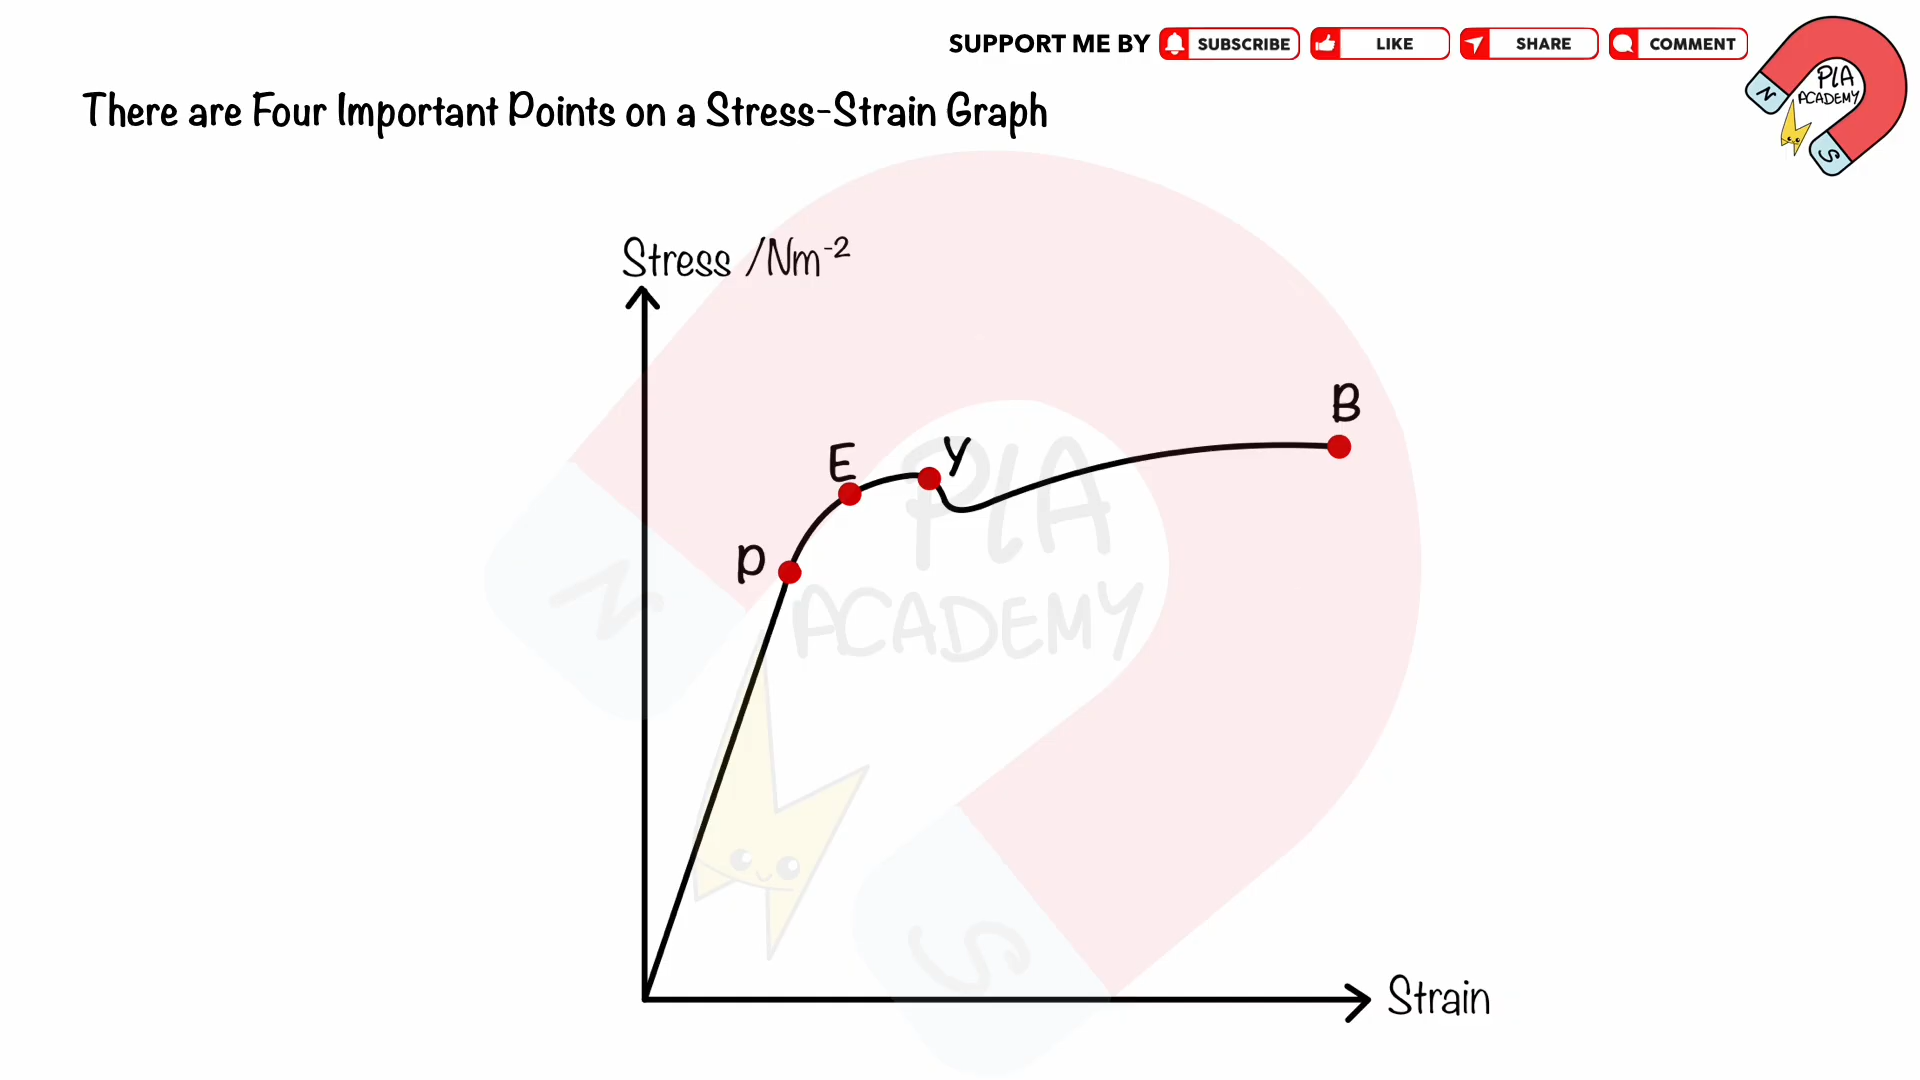 SUPPORT ME BY SUBSCRIBE LIKE SHARE COMMENT
PLA
ACADEMY
N
S
There are Four Important Points on a Stress-Strain Graph
Stress /Nm⁻²
B
E
Y
P
PLA
ACADEMY
N
S
Strain